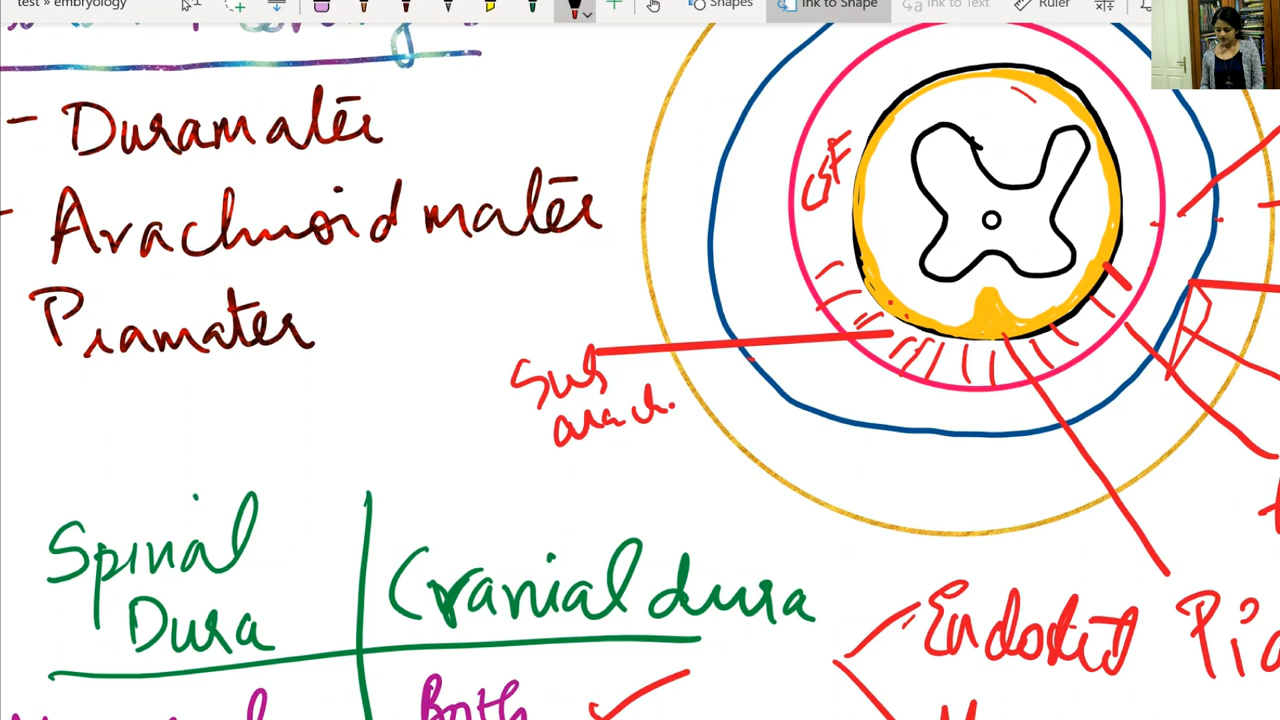 test » embryology
Shapes
Ink to Shape
Ink to Text
Ruler
- Duramater
- Arachnoid mater
Piamater
CSF
Sub
arach.
Spinal
Dura
Cranial dura
Endosteal
Pia
Both